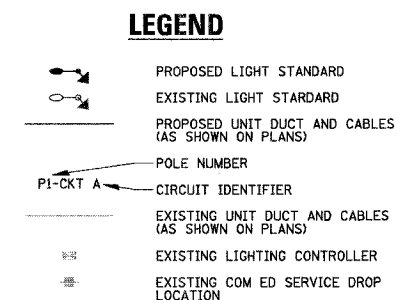 LEGEND
PROPOSED LIGHT STANDARD
EXISTING LIGHT STARDARD
PROPOSED UNIT DUCT AND CABLES
(AS SHOWN ON PLANS)
POLE NUMBER
P1-CKT A
CIRCUIT IDENTIFIER
EXISTING UNIT DUCT AND CABLES
(AS SHOWN ON PLANS)
EXISTING LIGHTING CONTROLLER
EXISTING COM ED SERVICE DROP
LOCATION